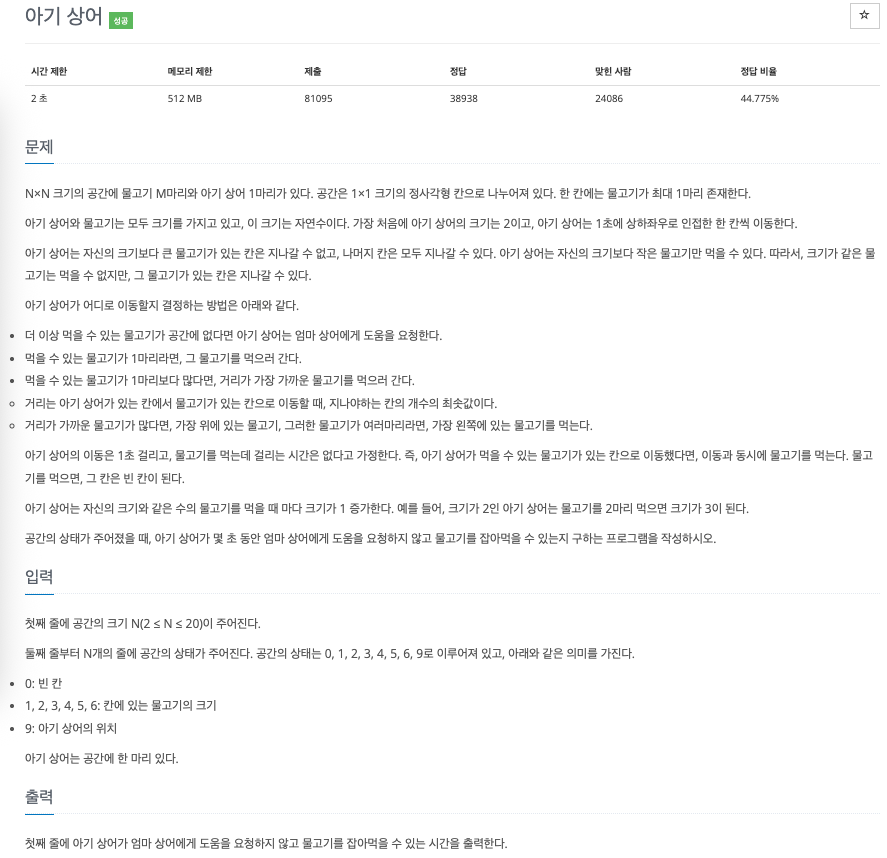 아기 상어 성공
☆
시간 제한 메모리 제한 제출 정답 맞힌 사람 정답 비율
2 초 512 MB 81095 38938 24086 44.775%
문제
N×N 크기의 공간에 물고기 M마리와 아기 상어 1마리가 있다. 공간은 1×1 크기의 정사각형 칸으로 나누어져 있다. 한 칸에는 물고기가 최대 1마리 존재한다.
아기 상어와 물고기는 모두 크기를 가지고 있고, 이 크기는 자연수이다. 가장 처음에 아기 상어의 크기는 2이고, 아기 상어는 1초에 상하좌우로 인접한 한 칸씩 이동한다.
아기 상어는 자신의 크기보다 큰 물고기가 있는 칸은 지나갈 수 없고, 나머지 칸은 모두 지나갈 수 있다. 아기 상어는 자신의 크기보다 작은 물고기만 먹을 수 있다. 따라서, 크기가 같은 물
고기는 먹을 수 없지만, 그 물고기가 있는 칸은 지나갈 수 있다.
아기 상어가 어디로 이동할지 결정하는 방법은 아래와 같다.
• 더 이상 먹을 수 있는 물고기가 공간에 없다면 아기 상어는 엄마 상어에게 도움을 요청한다.
• 먹을 수 있는 물고기가 1마리라면, 그 물고기를 먹으러 간다.
• 먹을 수 있는 물고기가 1마리보다 많다면, 거리가 가장 가까운 물고기를 먹으러 간다.
◦ 거리는 아기 상어가 있는 칸에서 물고기가 있는 칸으로 이동할 때, 지나야하는 칸의 개수의 최솟값이다.
◦ 거리가 가까운 물고기가 많다면, 가장 위에 있는 물고기, 그러한 물고기가 여러마리라면, 가장 왼쪽에 있는 물고기를 먹는다.
아기 상어의 이동은 1초 걸리고, 물고기를 먹는데 걸리는 시간은 없다고 가정한다. 즉, 아기 상어가 먹을 수 있는 물고기가 있는 칸으로 이동했다면, 이동과 동시에 물고기를 먹는다. 물고
기를 먹으면, 그 칸은 빈 칸이 된다.
아기 상어는 자신의 크기와 같은 수의 물고기를 먹을 때 마다 크기가 1 증가한다. 예를 들어, 크기가 2인 아기 상어는 물고기를 2마리 먹으면 크기가 3이 된다.
공간의 상태가 주어졌을 때, 아기 상어가 몇 초 동안 엄마 상어에게 도움을 요청하지 않고 물고기를 잡아먹을 수 있는지 구하는 프로그램을 작성하시오.
입력
첫째 줄에 공간의 크기 N(2 ≤ N ≤ 20)이 주어진다.
둘째 줄부터 N개의 줄에 공간의 상태가 주어진다. 공간의 상태는 0, 1, 2, 3, 4, 5, 6, 9로 이루어져 있고, 아래와 같은 의미를 가진다.
• 0: 빈 칸
• 1, 2, 3, 4, 5, 6: 칸에 있는 물고기의 크기
• 9: 아기 상어의 위치
아기 상어는 공간에 한 마리 있다.
출력
첫째 줄에 아기 상어가 엄마 상어에게 도움을 요청하지 않고 물고기를 잡아먹을 수 있는 시간을 출력한다.